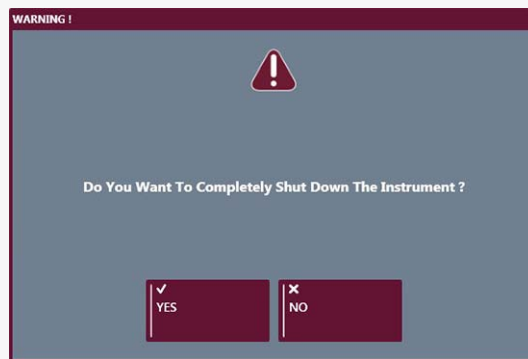 WARNING !
Do You Want To Completely Shut Down The Instrument ?
YES
NO